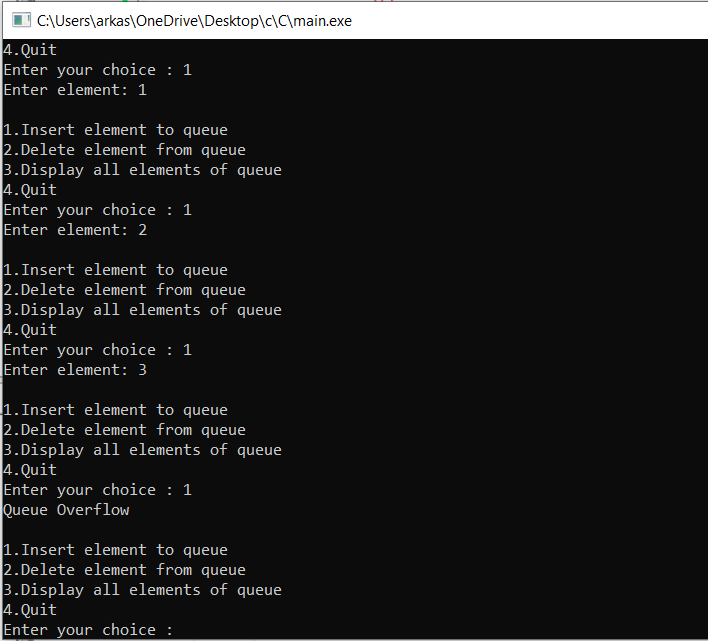 C:\Users\arkas\OneDrive\Desktop\c\C\main.exe
4.Quit
Enter your choice : 1
Enter element: 1
1.Insert element to queue
2.Delete element from queue
3.Display all elements of queue
4.Quit
Enter your choice : 1
Enter element: 2
1.Insert element to queue
2.Delete element from queue
3.Display all elements of queue
4.Quit
Enter your choice : 1
Enter element: 3
1.Insert element to queue
2.Delete element from queue
3.Display all elements of queue
4.Quit
Enter your choice : 1
Queue Overflow
1.Insert element to queue
2.Delete element from queue
3.Display all elements of queue
4.Quit
Enter your choice :